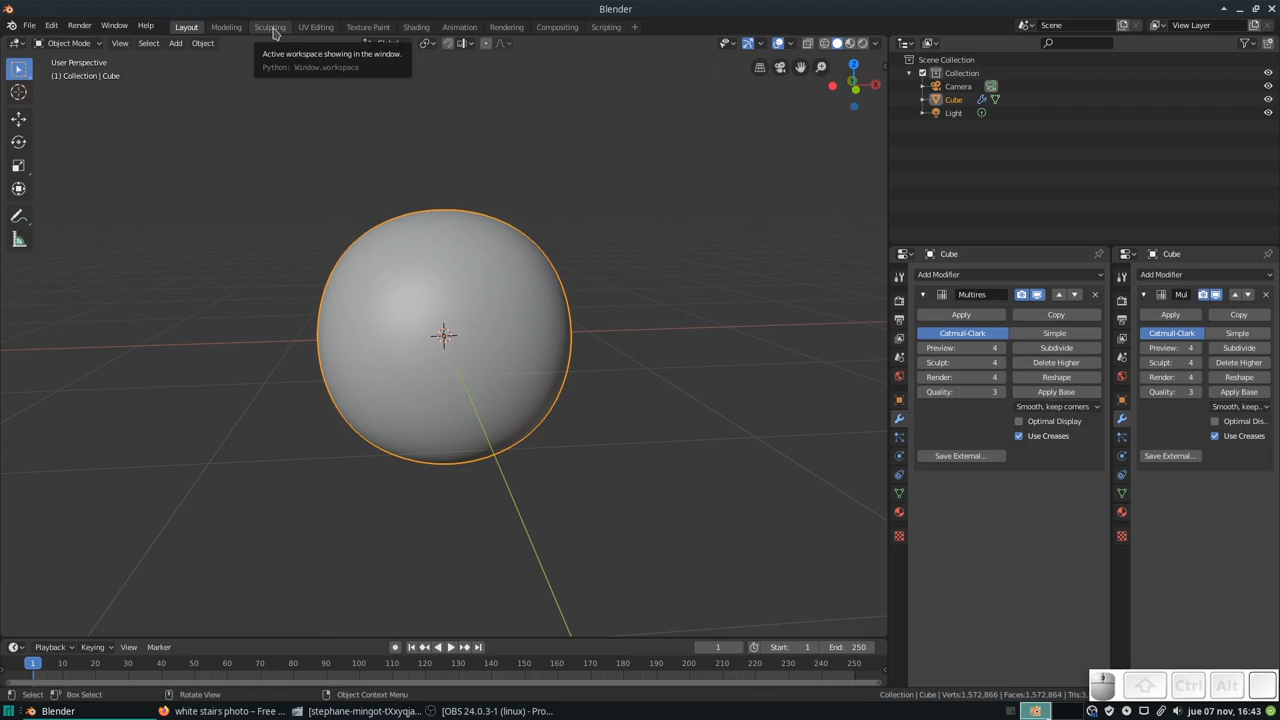 Blender
File Edit Render Window Help Layout Modeling Sculpting UV Editing Texture Paint Shading Animation Rendering Compositing Scripting + Scene View Layer
Object Mode View Select Add Object
Active workspace showing in the window.
Python: Window.workspace
User Perspective
(1) Collection | Cube
Scene Collection
Collection
Camera
Cube
Light
Cube
Add Modifier
Multires
Apply Copy
Catmull-Clark Simple
Preview: 4 Subdivide
Sculpt: 4 Delete Higher
Render: 4 Reshape
Quality: 3 Apply Base
Smooth, keep corners
Optimal Display
Use Creases
Save External...
Cube
Add Modifier
Mul
Apply Copy
Catmull-Clark Simple
Preview: 4 Subdivide
Sculpt: 4 Delete Higher
Render: 4 Reshape
Quality: 3 Apply Base
Smooth, keep..
Optimal Dis..
Use Creases
Save External...
Playback Keying View Marker 1 Start: 1 End: 250
1 10 20 30 40 50 60 70 80 90 100 110 120 130 140 150 160 170 180 190 200 210 220 230 240 250
Select Box Select Rotate View Object Context Menu Collection | Cube | Verts:1,572,866 | Faces:1,572,864 | Tris:3,
Ctrl Alt
Blender white stairs photo – Free ... [stephane-mingot-tXxyqja... [OBS 24.0.3-1 (linux) - Pro... jue 07 nov, 16:43